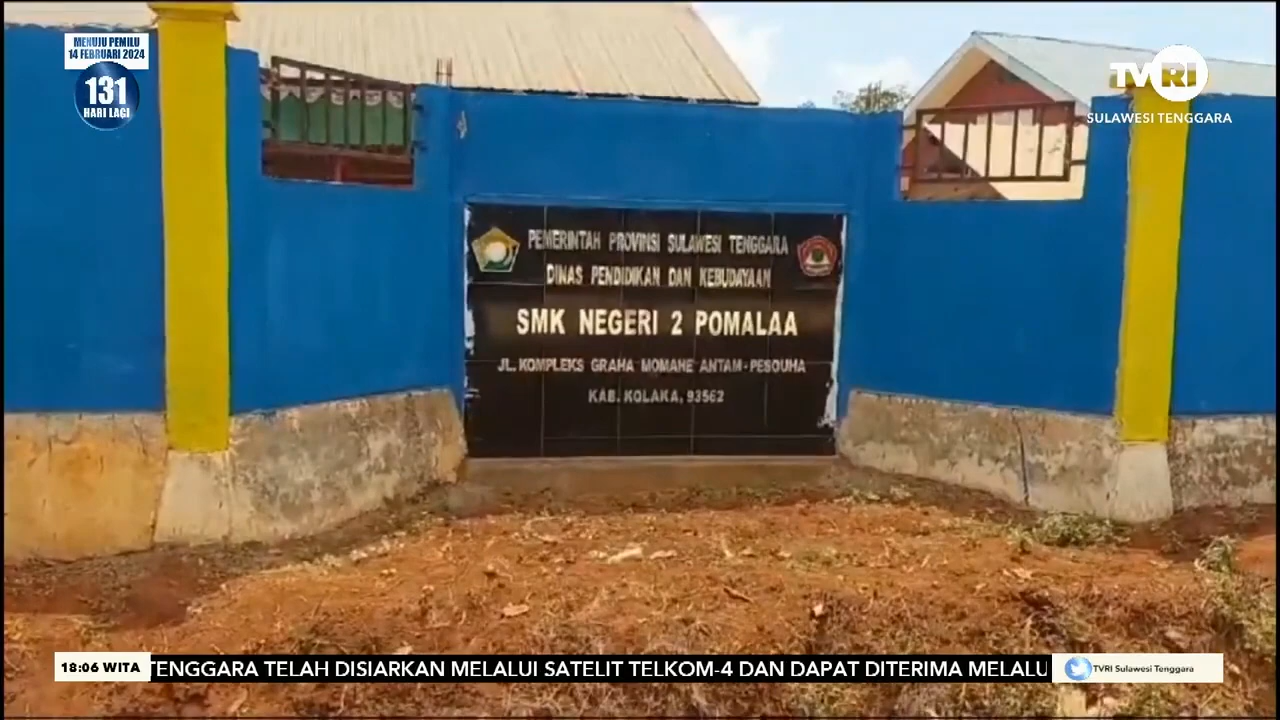 MENUJU PEMILU
14 FEBRUARI 2024
131
HARI LAGI
TVRI
SULAWESI TENGGARA
PEMERINTAH PROVINSI SULAWESI TENGGARA
DINAS PENDIDIKAN DAN KEBUDAYAAN
SMK NEGERI 2 POMALAA
JL. KOMPLEKS GRAHA MOMAHE ANTAM-PESOUHA
KAB. KOLAKA, 93562
18:06 WITA
TENGGARA TELAH DISIARKAN MELALUI SATELIT TELKOM-4 DAN DAPAT DITERIMA MELALU
TVRI Sulawesi Tenggara